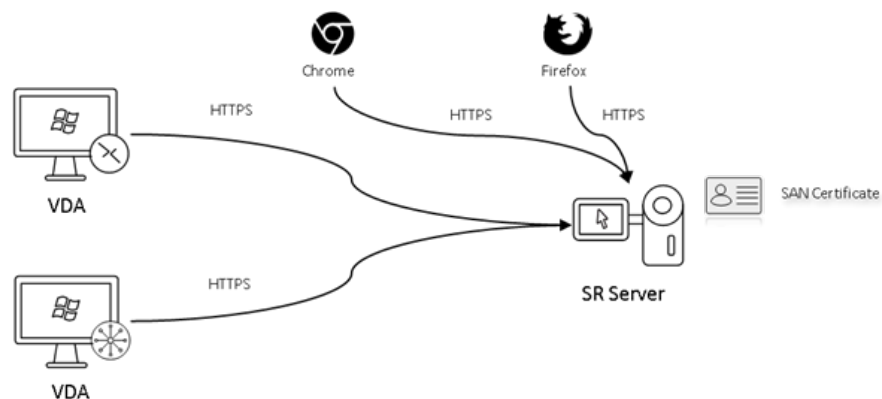 Chrome
Firefox
HTTPS
HTTPS
HTTPS
VDA
SAN Certificate
HTTPS
SR Server
VDA